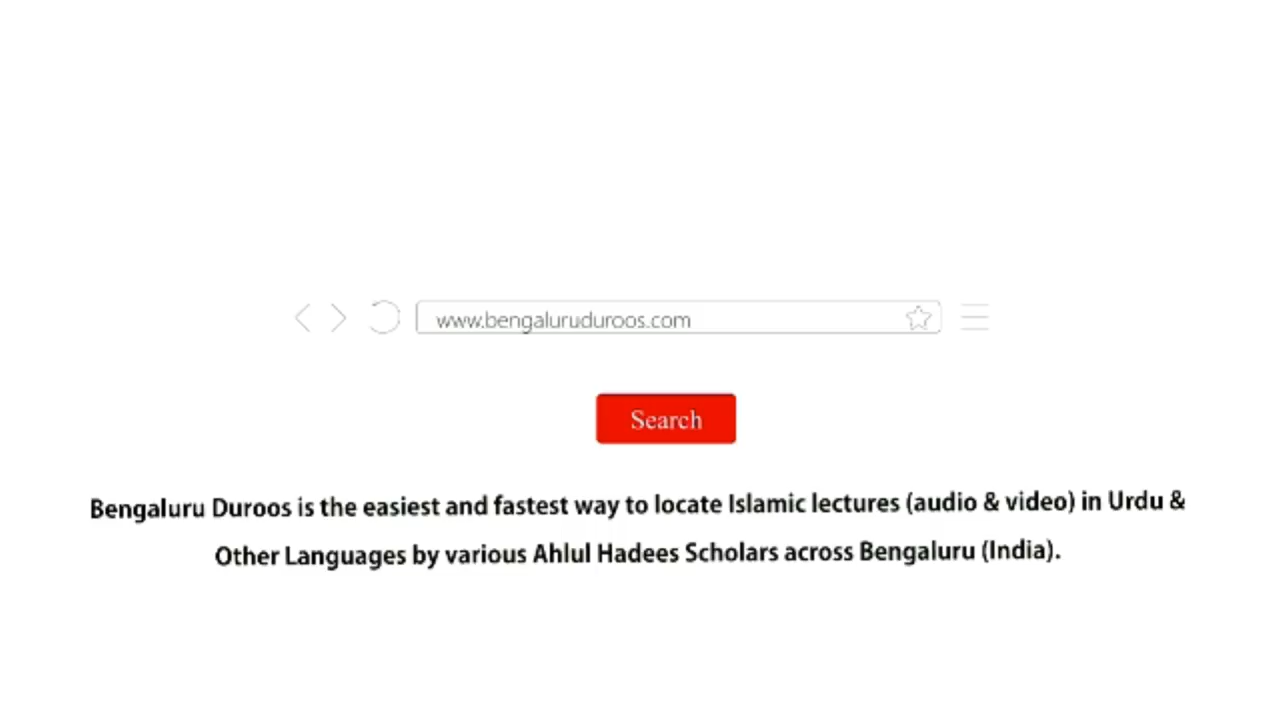 www.bengaluruduroos.com
Search
Bengaluru Duroos is the easiest and fastest way to locate Islamic lectures (audio & video) in Urdu &
Other Languages by various Ahlul Hadees Scholars across Bengaluru (India).